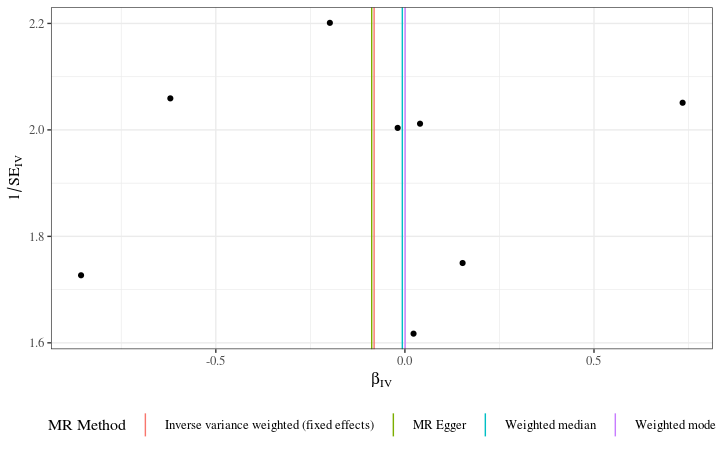 2.2
2.0
1.8
1.6
1/SE_IV
-0.5 0.0 0.5
β_IV
MR Method Inverse variance weighted (fixed effects) MR Egger Weighted median Weighted mode